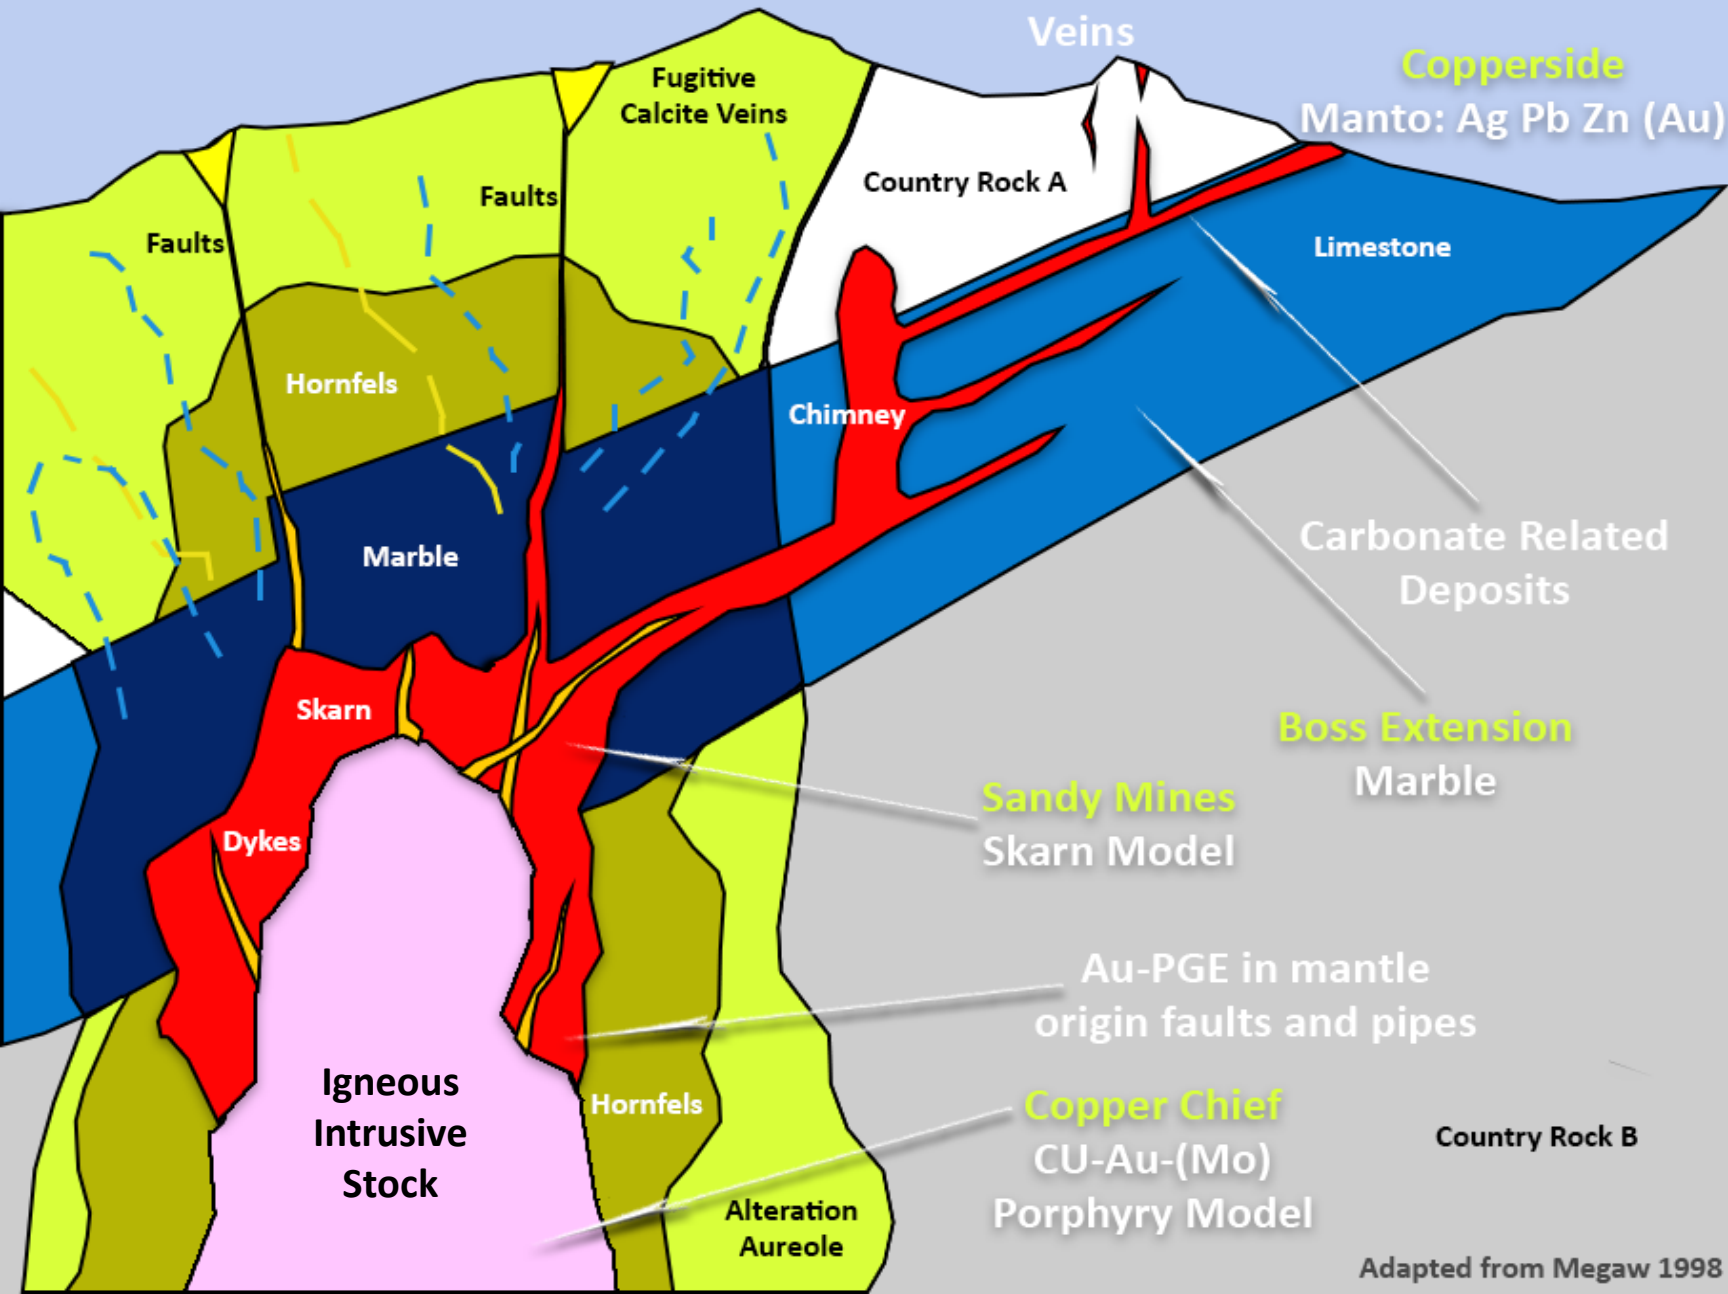 Veins
Copperside
Manto: Ag Pb Zn (Au)
Fugitive
Calcite Veins
Country Rock A
Faults
Faults
Limestone
Hornfels
Chimney
Marble
Carbonate Related
Deposits
Skarn
Boss Extension
Marble
Sandy Mines
Skarn Model
Dykes
Au-PGE in mantle
origin faults and pipes
Igneous
Intrusive
Stock
Hornfels
Copper Chief
CU-Au-(Mo)
Porphyry Model
Country Rock B
Alteration
Aureole
Adapted from Megaw 1998